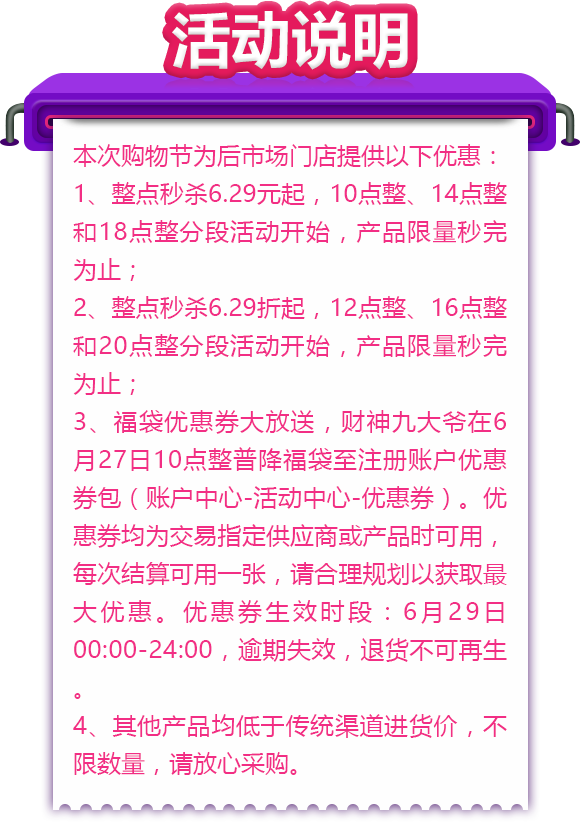 活动说明
本次购物节为后市场门店提供以下优惠：
1、整点秒杀6.29元起，10点整、14点整
和18点整分段活动开始，产品限量秒完
为止；
2、整点秒杀6.29折起，12点整、16点整
和20点整分段活动开始，产品限量秒完
为止；
3、福袋优惠券大放送，财神九大爷在6
月27日10点整普降福袋至注册账户优惠
券包（账户中心-活动中心-优惠券）。优
惠券均为交易指定供应商或产品时可用，
每次结算可用一张，请合理规划以获取最
大优惠。优惠券生效时段：6月29日
00:00-24:00，逾期失效，退货不可再生
。
4、其他产品均低于传统渠道进货价，不
限数量，请放心采购。